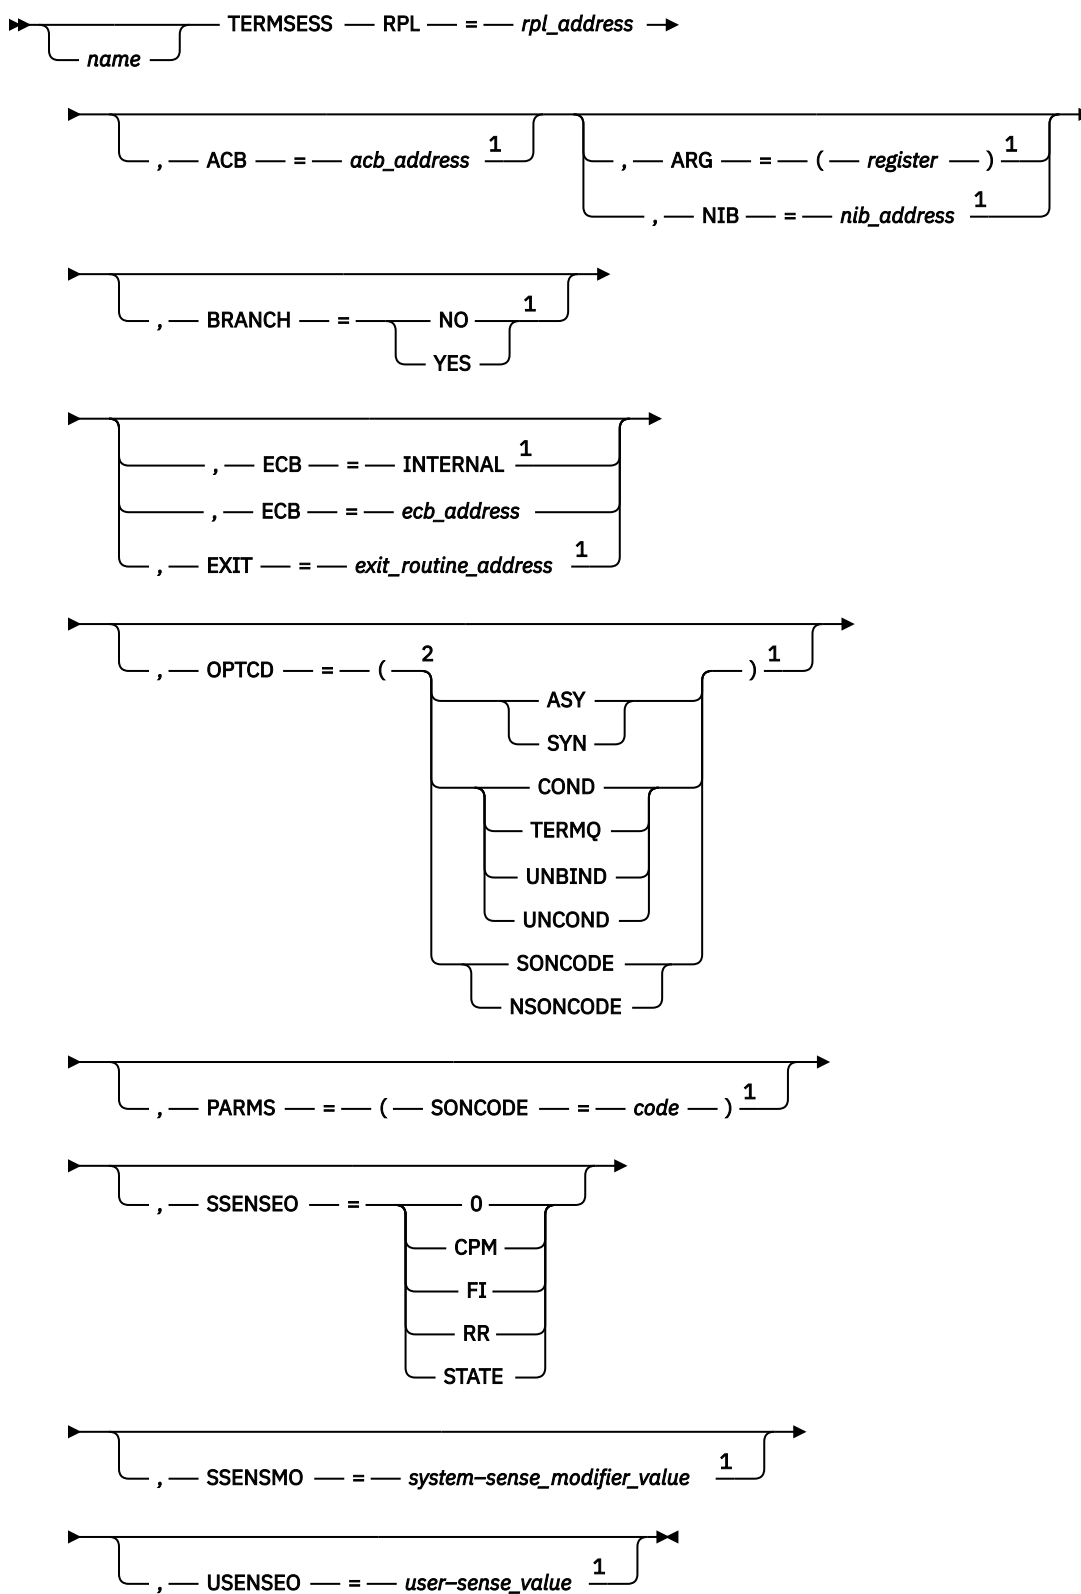 TERMSESS RPL = rpl_address
name
1 1
, ACB = acb_address , ARG = ( register )
1
, NIB = nib_address
1
, BRANCH = NO
YES
1
, ECB = INTERNAL
, ECB = ecb_address
1
, EXIT = exit_routine_address
2 1
, OPTCD = ( )
ASY
SYN
COND
TERMQ
UNBIND
UNCOND
SONCODE
NSONCODE
1
, PARMS = ( SONCODE = code )
, SSENSEO = 0
CPM
FI
RR
STATE
1
, SSENSMO = system–sense_modifier_value
1
, USENSEO = user–sense_value